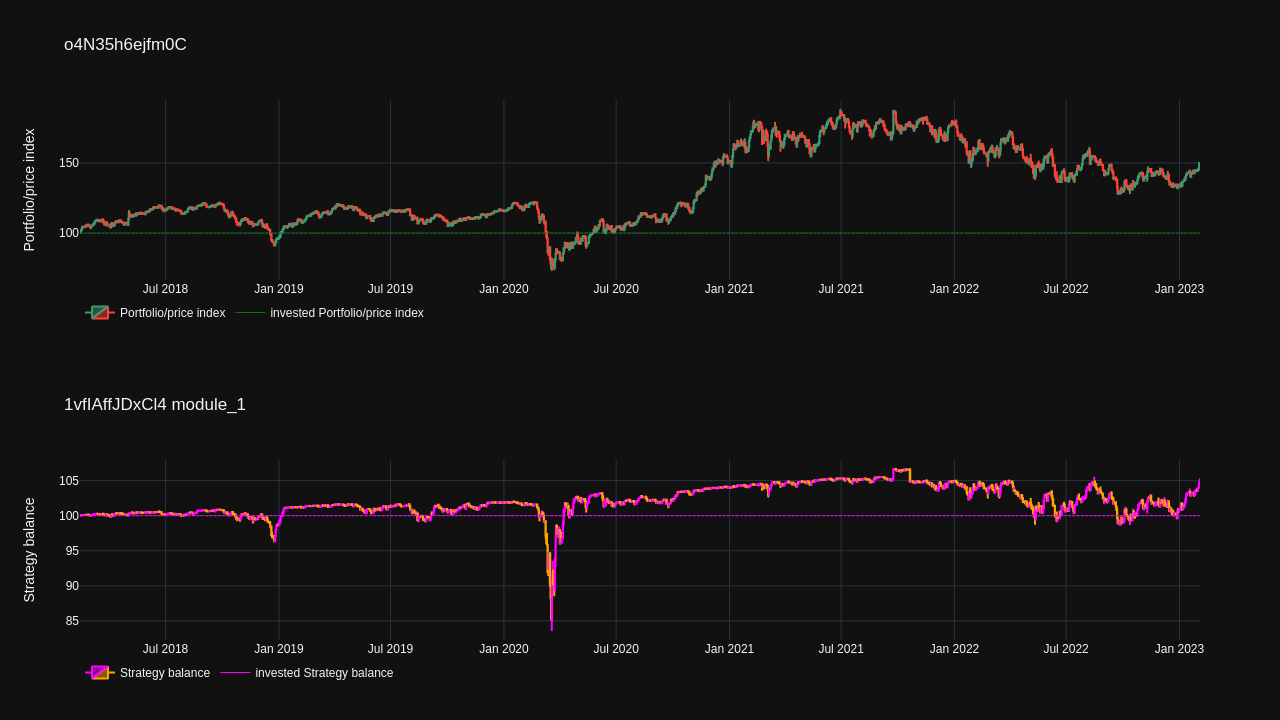 o4N35h6ejfm0C
Portfolio/price index
150
100
Jul 2018 Jan 2019 Jul 2019 Jan 2020 Jul 2020 Jan 2021 Jul 2021 Jan 2022 Jul 2022 Jan 2023
Portfolio/price index invested Portfolio/price index
1vfIAffJDxCl4 module_1
Strategy balance
105
100
95
90
85
Jul 2018 Jan 2019 Jul 2019 Jan 2020 Jul 2020 Jan 2021 Jul 2021 Jan 2022 Jul 2022 Jan 2023
Strategy balance invested Strategy balance